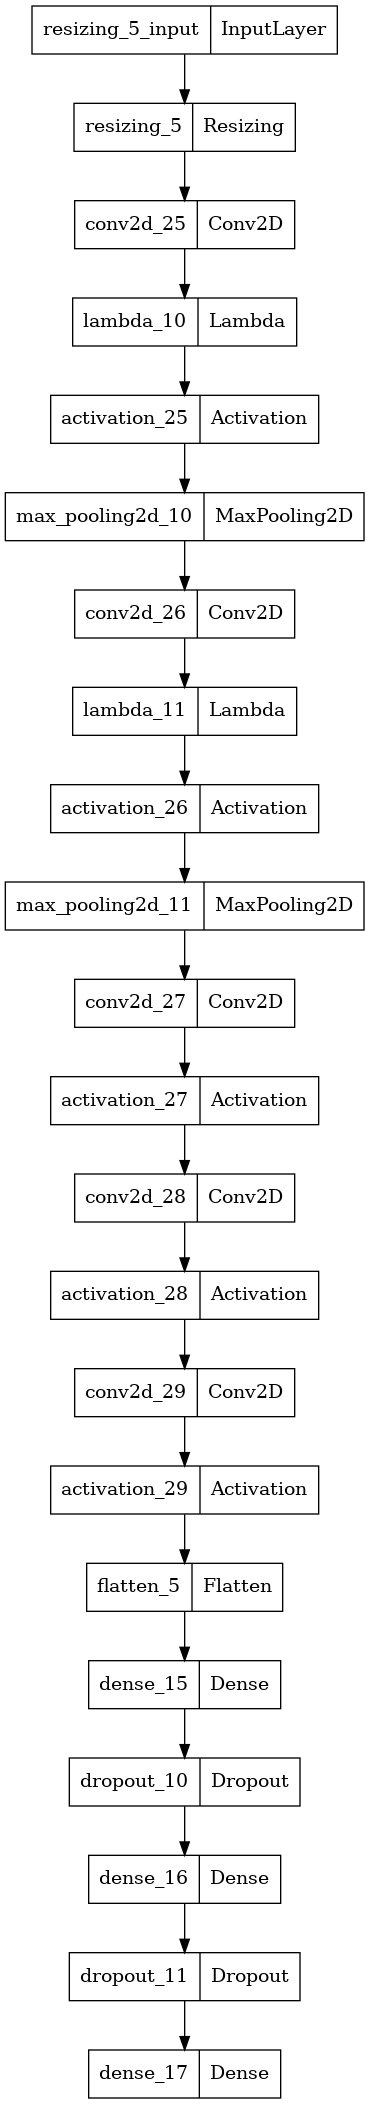 resizing_5_input InputLayer
resizing_5 Resizing
conv2d_25 Conv2D
lambda_10 Lambda
activation_25 Activation
max_pooling2d_10 MaxPooling2D
conv2d_26 Conv2D
lambda_11 Lambda
activation_26 Activation
max_pooling2d_11 MaxPooling2D
conv2d_27 Conv2D
activation_27 Activation
conv2d_28 Conv2D
activation_28 Activation
conv2d_29 Conv2D
activation_29 Activation
flatten_5 Flatten
dense_15 Dense
dropout_10 Dropout
dense_16 Dense
dropout_11 Dropout
dense_17 Dense